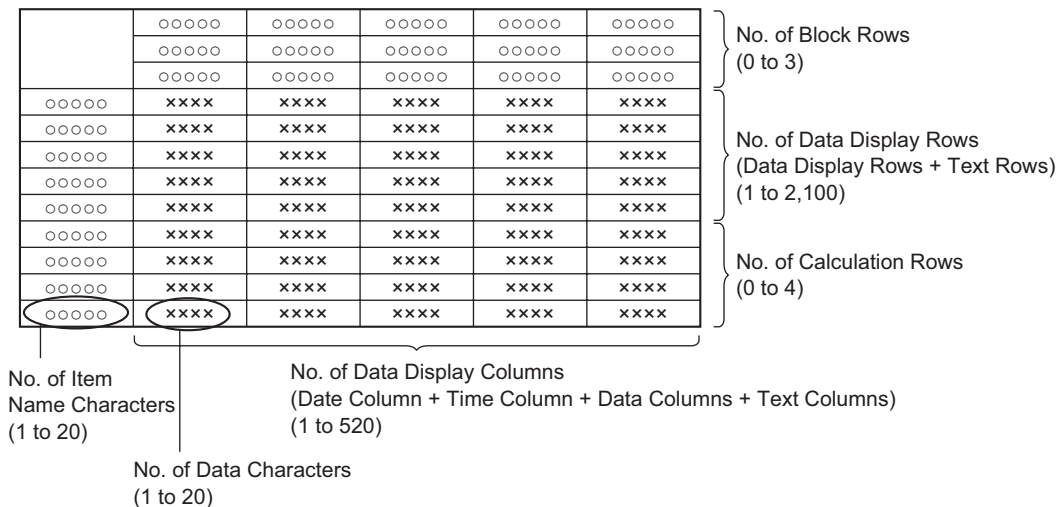 ○○○○○ ○○○○○ ○○○○○ ○○○○○ ○○○○○
○○○○○ ○○○○○ ○○○○○ ○○○○○ ○○○○○
○○○○○ ○○○○○ ○○○○○ ○○○○○ ○○○○○
○○○○○ ×××× ×××× ×××× ×××× ××××
○○○○○ ×××× ×××× ×××× ×××× ××××
○○○○○ ×××× ×××× ×××× ×××× ××××
○○○○○ ×××× ×××× ×××× ×××× ××××
○○○○○ ×××× ×××× ×××× ×××× ××××
○○○○○ ×××× ×××× ×××× ×××× ××××
○○○○○ ×××× ×××× ×××× ×××× ××××
○○○○○ ×××× ×××× ×××× ×××× ××××
○○○○○ ×××× ×××× ×××× ×××× ××××
No. of Block Rows
(0 to 3)
No. of Data Display Rows
(Data Display Rows + Text Rows)
(1 to 2,100)
No. of Calculation Rows
(0 to 4)
No. of Item
Name Characters
(1 to 20)
No. of Data Display Columns
(Date Column + Time Column + Data Columns + Text Columns)
(1 to 520)
No. of Data Characters
(1 to 20)